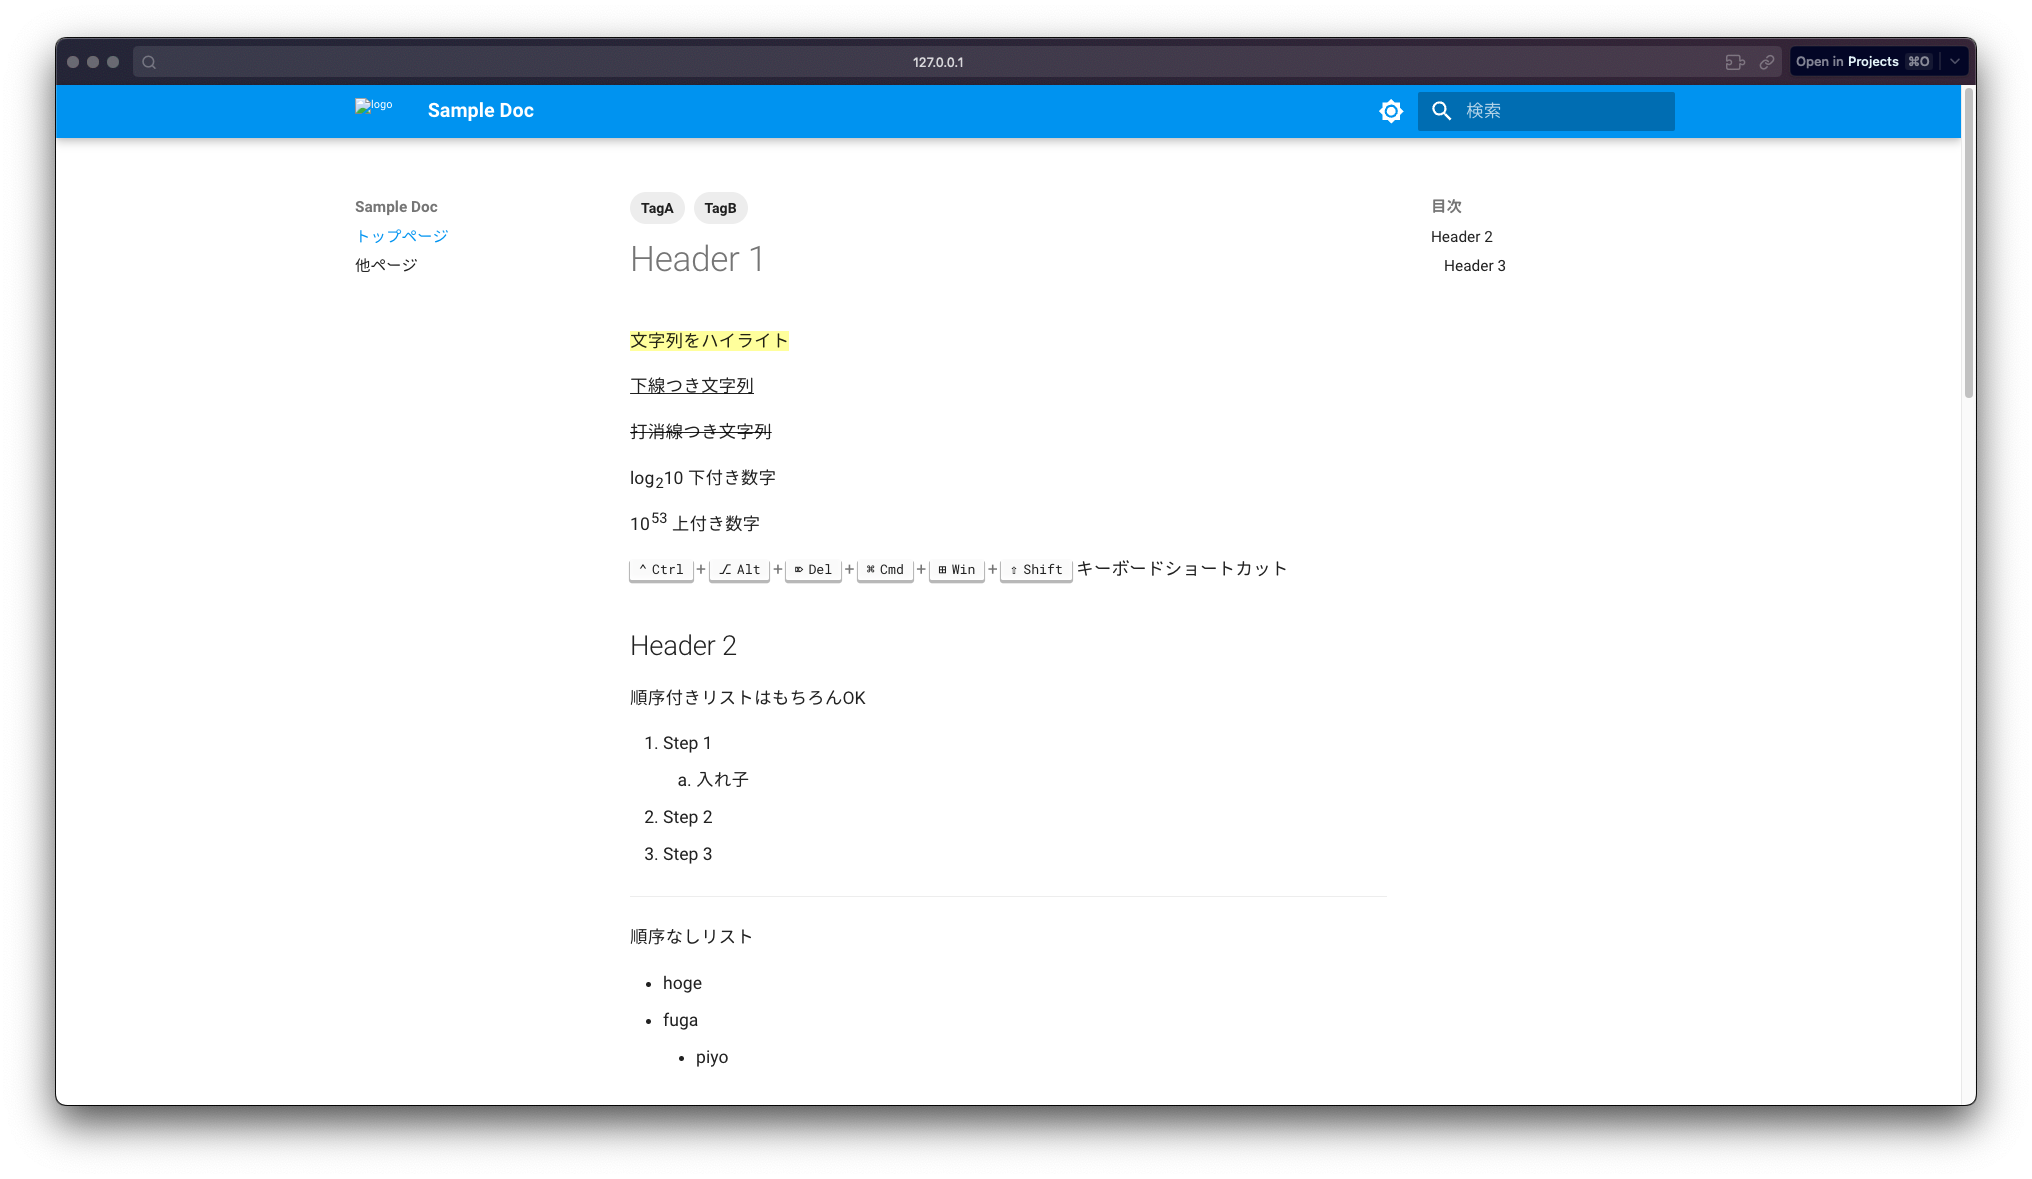 127.0.0.1
Open in Projects ⌘O
logo
Sample Doc
検索
Sample Doc
トップページ
他ページ
TagA TagB
Header 1
文字列をハイライト
下線つき文字列
打消線つき文字列
log₂10 下付き数字
10⁵³ 上付き数字
⌃ Ctrl + ⌥ Alt + ⌦ Del + ⌘ Cmd + ⊞ Win + ⇧ Shift キーボードショートカット
Header 2
順序付きリストはもちろんOK
1. Step 1
a. 入れ子
2. Step 2
3. Step 3
順序なしリスト
• hoge
• fuga
• piyo
目次
Header 2
Header 3